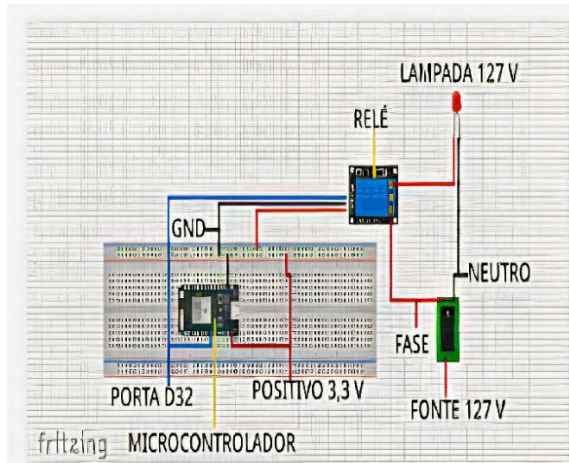 LAMPADA 127 V
RELÉ
GND
NEUTRO
FASE
PORTA D32
POSITIVO 3,3 V
FONTE 127 V
fritzing
MICROCONTROLADOR